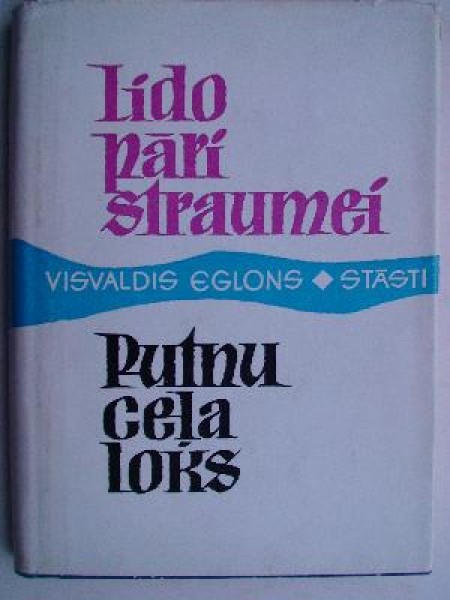 Lido
pāri
straumei
VISVALDIS EGLONS ◆ STĀSTI
Putnu
ceļa
loks